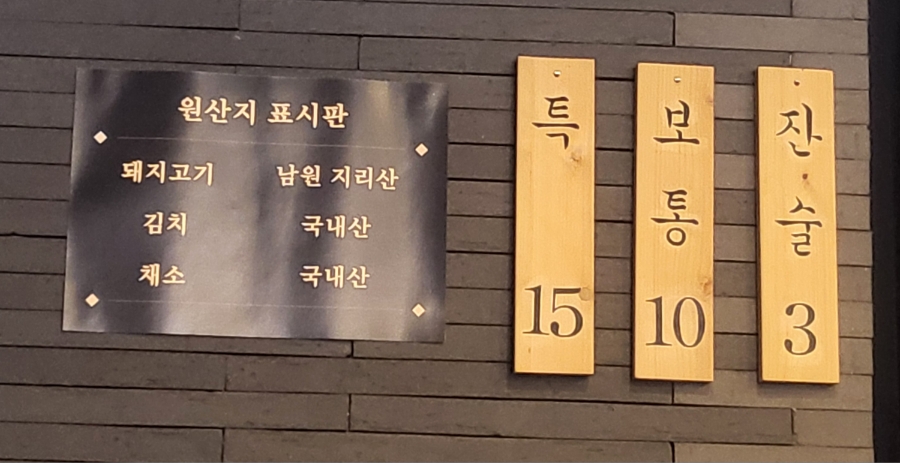 원산지 표시판
돼지고기 남원 지리산
김치 국내산
채소 국내산
특
15
보통
10
잔술
3